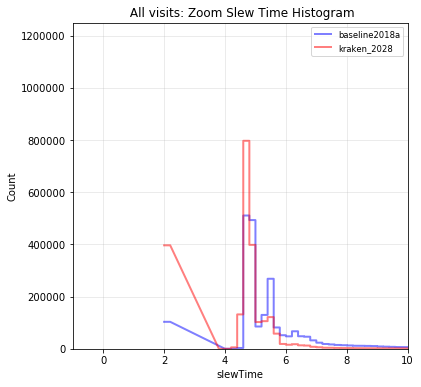 All visits: Zoom Slew Time Histogram
baseline2018a
kraken_2028
1200000
1000000
800000
600000
400000
200000
0
Count
0 2 4 6 8 10
slewTime